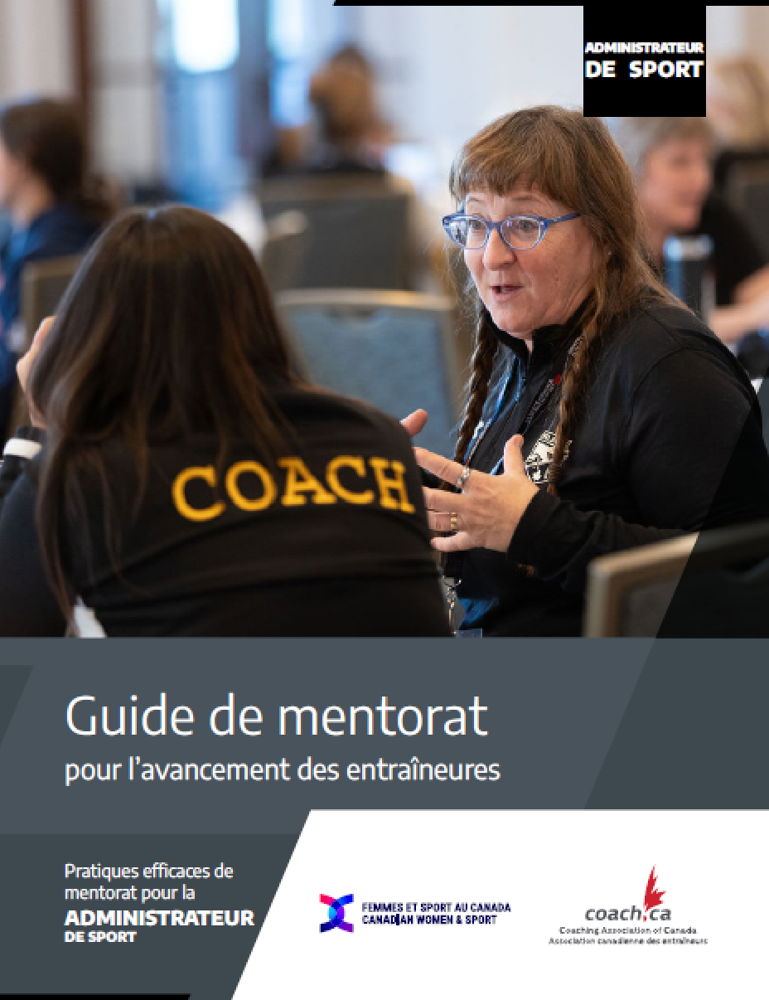 ADMINISTRATEUR
DE SPORT
COACH
Guide de mentorat
pour l'avancement des entraîneures
Pratiques efficaces de
mentorat pour la
ADMINISTRATEUR
DE SPORT
FEMMES ET SPORT AU CANADA
CANADIAN WOMEN & SPORT
coach.ca
Coaching Association of Canada
Association canadienne des entraîneurs